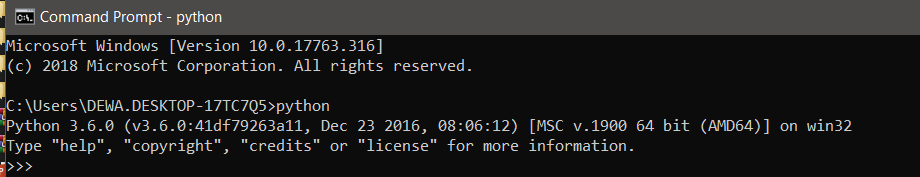 Command Prompt - python
Microsoft Windows [Version 10.0.17763.316]
(c) 2018 Microsoft Corporation. All rights reserved.
C:\Users\DEWA.DESKTOP-17TC7Q5>python
Python 3.6.0 (v3.6.0:41df79263a11, Dec 23 2016, 08:06:12) [MSC v.1900 64 bit (AMD64)] on win32
Type "help", "copyright", "credits" or "license" for more information.
>>>